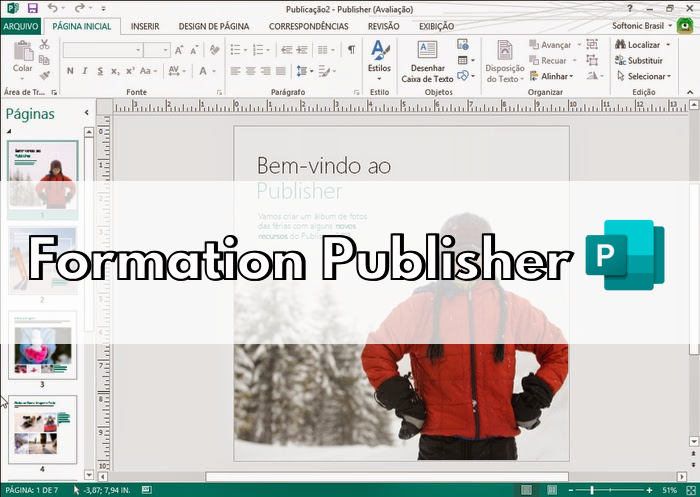 Publicação2 - Publisher (Avaliação)
ARQUIVO PÁGINA INICIAL INSERIR DESIGN DE PÁGINA CORRESPONDÊNCIAS REVISÃO EXIBIÇÃO Softonic Brasil
Colar
N I S
Estilos
Desenhar
Caixa de Texto
Disposição
do Texto
Avançar
Recuar
Alinhar
Localizar
Substituir
Selecionar
Área de Tr...
Fonte
Parágrafo
Estilo
Objetos
Organizar
Edição
Páginas
1
2
3
4
Bem-vindo ao
Publisher
Vamos criar um álbum de fotos
das férias com alguns novos
recursos do
Formation Publisher
P
PÁGINA: 1 DE 7
-3,87; 7,94 IN.
51%